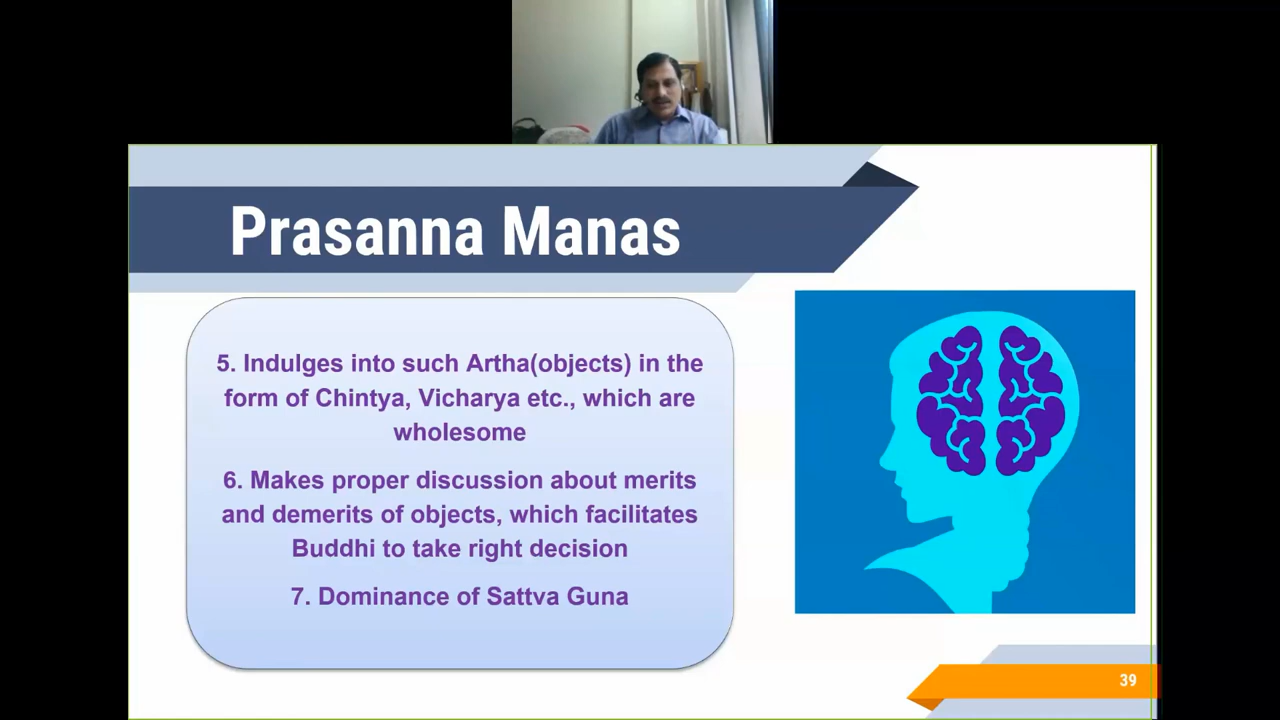 Prasanna Manas
5. Indulges into such Artha(objects) in the
form of Chintya, Vicharya etc., which are
wholesome
6. Makes proper discussion about merits
and demerits of objects, which facilitates
Buddhi to take right decision
7. Dominance of Sattva Guna
39